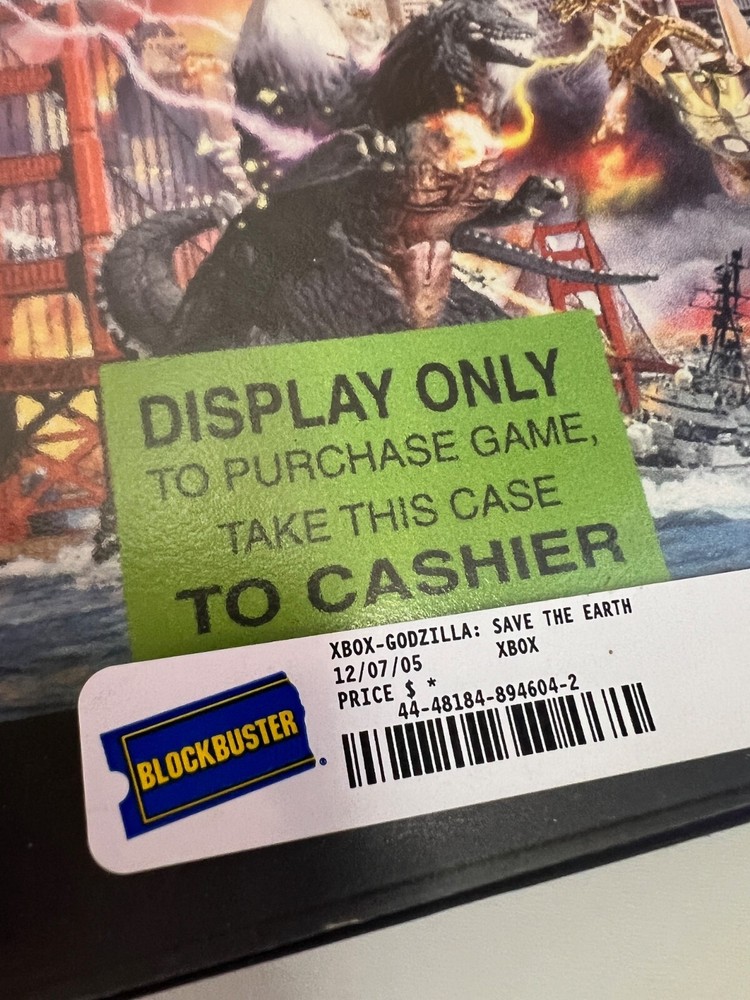 DISPLAY ONLY
TO PURCHASE GAME,
TAKE THIS CASE
TO CASHIER
XBOX-GODZILLA: SAVE THE EARTH
12/07/05 XBOX
PRICE $ *
44-48184-894604-2
BLOCKBUSTER